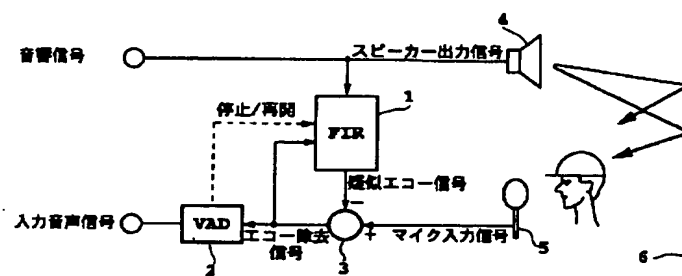 音響信号
スピーカー出力信号
4
停止/再開
1
FIR
疑似エコー信号
−
入力音声信号
VAD
エコー除去
信号
+
マイク入力信号
2
3
5
6